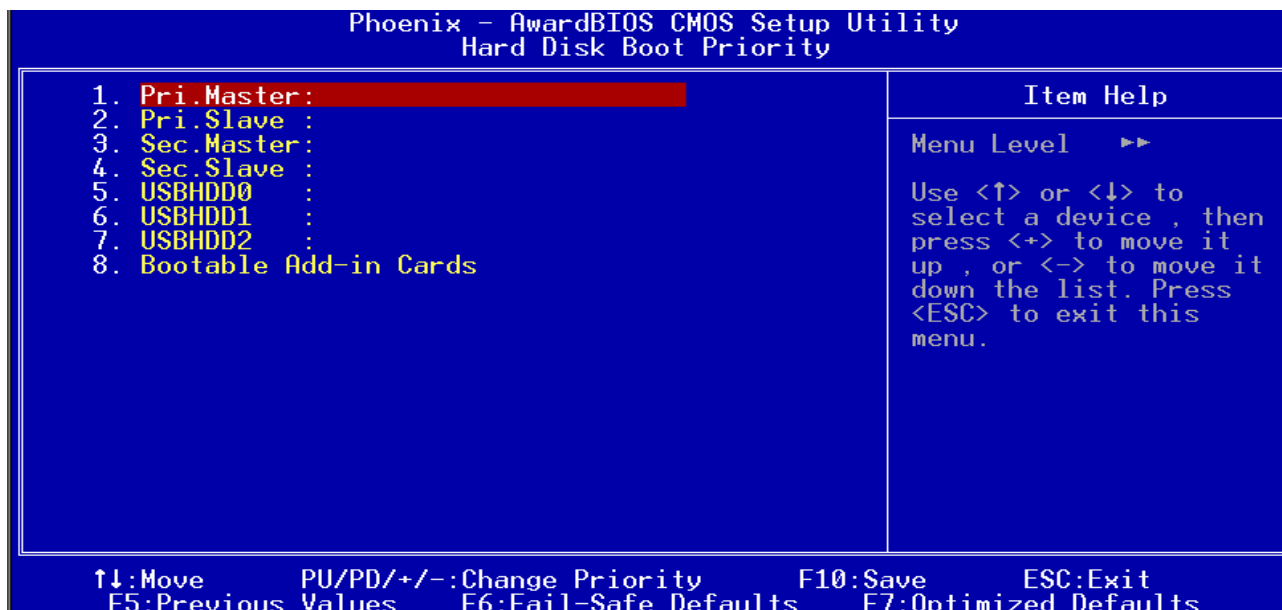 Phoenix - AwardBIOS CMOS Setup Utility
Hard Disk Boot Priority
1. Pri.Master:
2. Pri.Slave :
3. Sec.Master:
4. Sec.Slave :
5. USBHDD0 :
6. USBHDD1 :
7. USBHDD2 :
8. Bootable Add-in Cards
Item Help
Menu Level ►►
Use <↑> or <↓> to
select a device , then
press <+> to move it
up , or <-> to move it
down the list. Press
<ESC> to exit this
menu.
↑↓:Move PU/PD/+/-:Change Priority F10:Save ESC:Exit
F5:Previous Values F6:Fail-Safe Defaults F7:Optimized Defaults